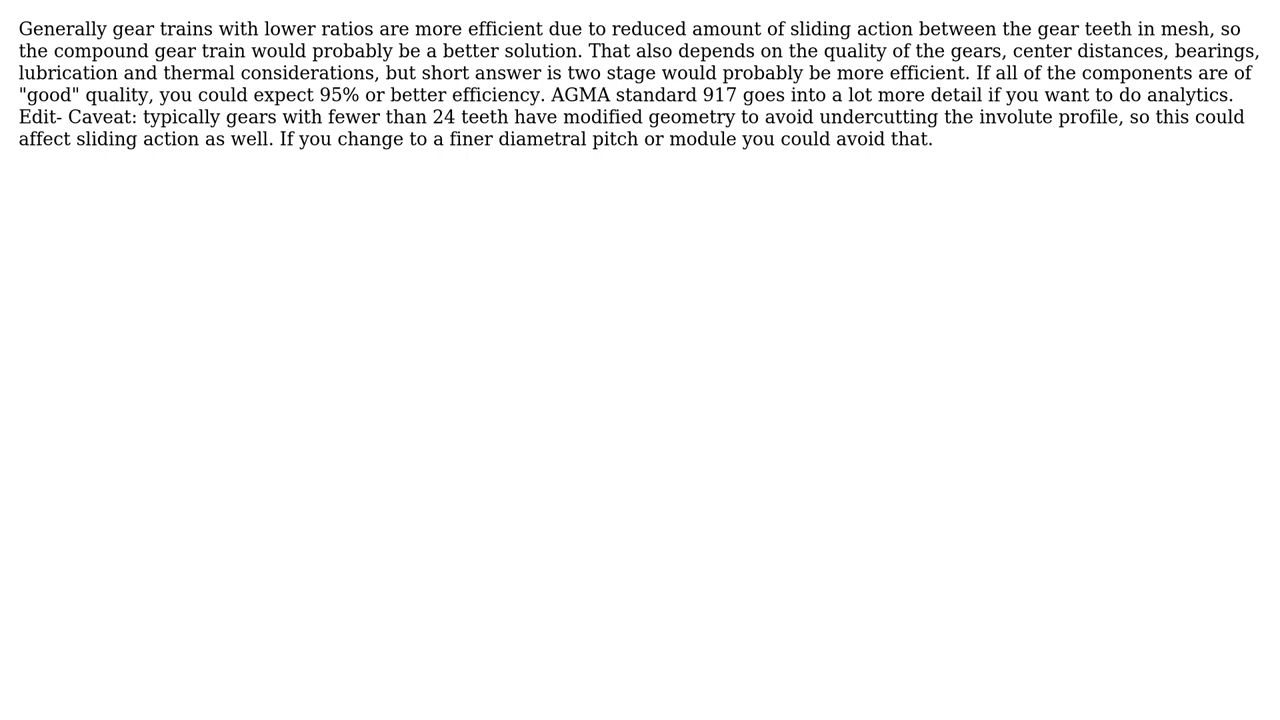 Generally gear trains with lower ratios are more efficient due to reduced amount of sliding action between the gear teeth in mesh, so
the compound gear train would probably be a better solution. That also depends on the quality of the gears, center distances, bearings,
lubrication and thermal considerations, but short answer is two stage would probably be more efficient. If all of the components are of
"good" quality, you could expect 95% or better efficiency. AGMA standard 917 goes into a lot more detail if you want to do analytics.
Edit- Caveat: typically gears with fewer than 24 teeth have modified geometry to avoid undercutting the involute profile, so this could
affect sliding action as well. If you change to a finer diametral pitch or module you could avoid that.